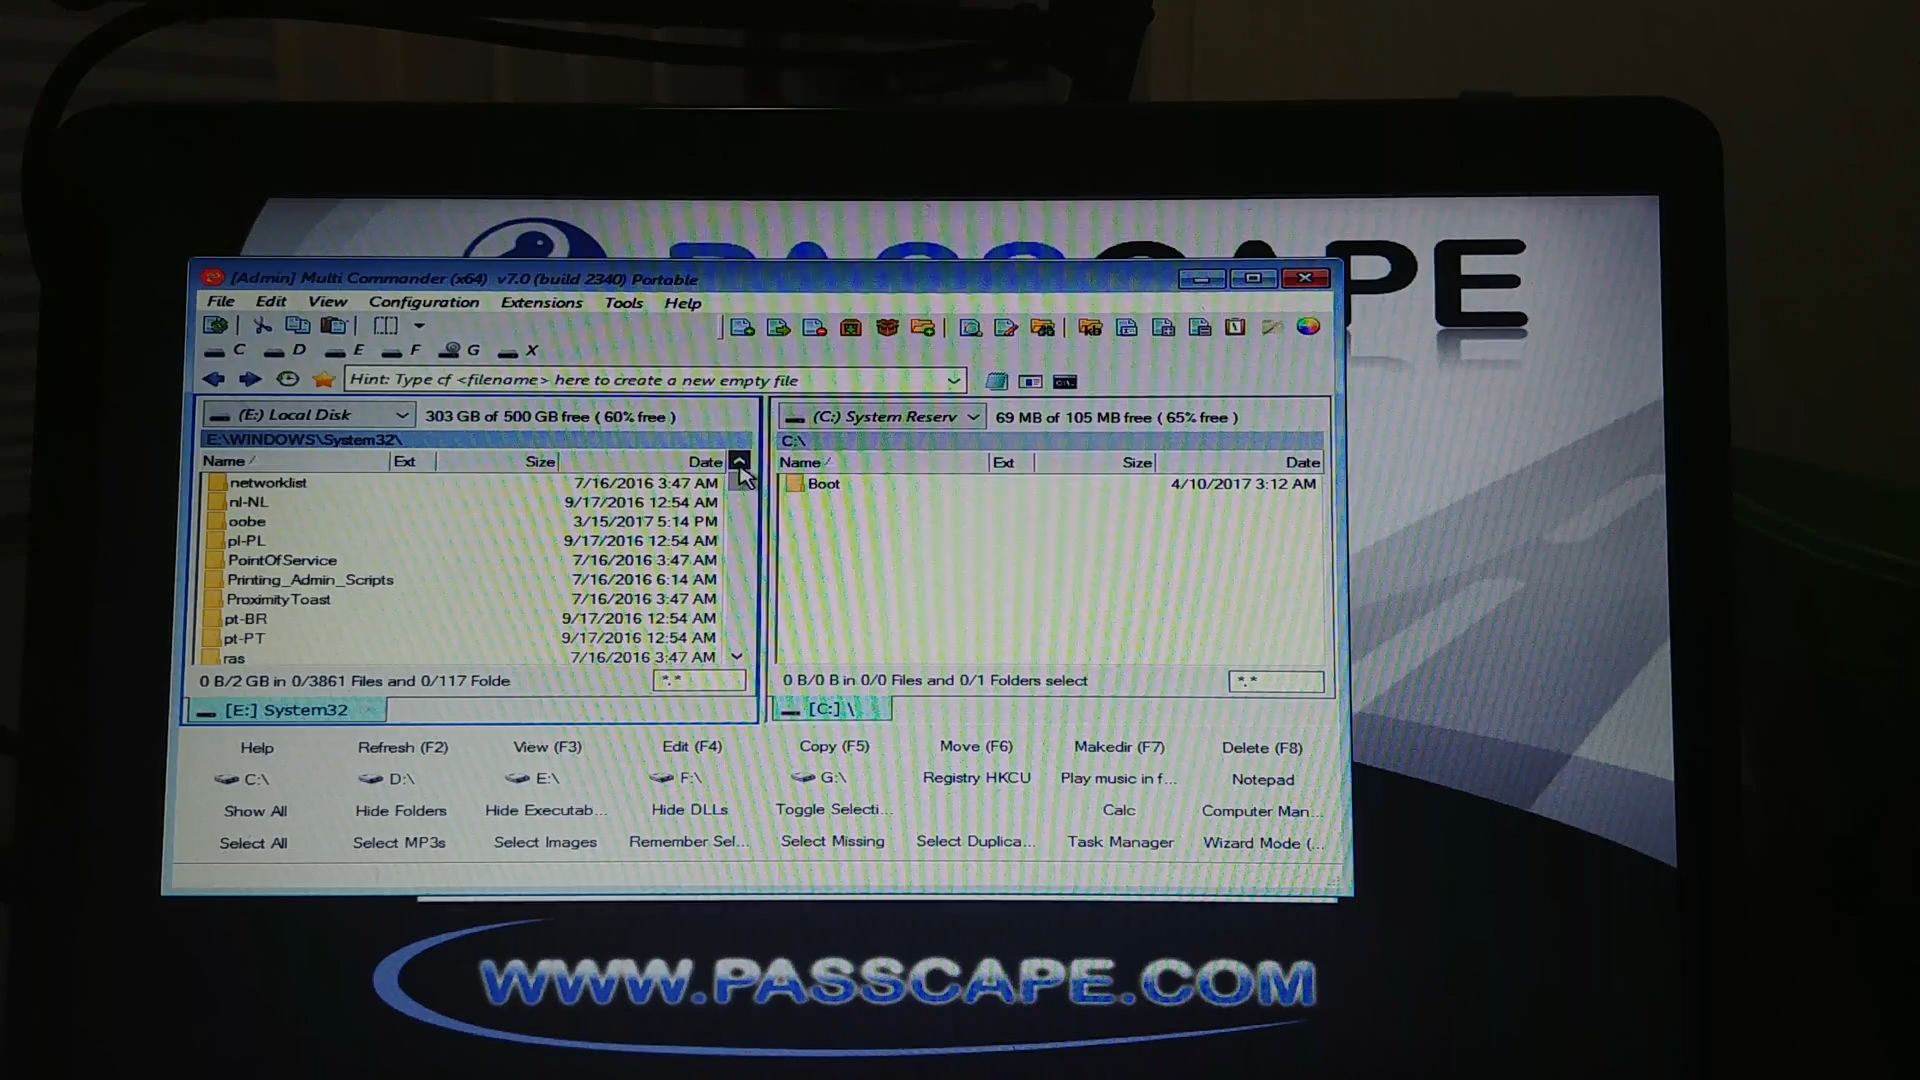 PASSCAPE
[Admin] Multi Commander (x64) v7.0 (build 2340) Portable
File Edit View Configuration Extensions Tools Help
C D E F G X
Hint: Type cf <filename> here to create a new empty file
(E:) Local Disk 303 GB of 500 GB free ( 60% free )
E:\WINDOWS\System32\
Name Ext Size Date
networklist 7/16/2016 3:47 AM
nl-NL 9/17/2016 12:54 AM
oobe 3/15/2017 5:14 PM
pl-PL 9/17/2016 12:54 AM
PointOfService 7/16/2016 3:47 AM
Printing_Admin_Scripts 7/16/2016 6:14 AM
ProximityToast 7/16/2016 3:47 AM
pt-BR 9/17/2016 12:54 AM
pt-PT 9/17/2016 12:54 AM
ras 7/16/2016 3:47 AM
0 B/2 GB in 0/3861 Files and 0/117 Folde *.*
[E:] System32
(C:) System Reserv 69 MB of 105 MB free ( 65% free )
C:\
Name Ext Size Date
Boot 4/10/2017 3:12 AM
0 B/0 B in 0/0 Files and 0/1 Folders select *.*
[C:] \
Help Refresh (F2) View (F3) Edit (F4) Copy (F5) Move (F6) Makedir (F7) Delete (F8)
C:\ D:\ E:\ F:\ G:\ Registry HKCU Play music in f... Notepad
Show All Hide Folders Hide Executab... Hide DLLs Toggle Selecti... Calc Computer Man...
Select All Select MP3s Select Images Remember Sel... Select Missing Select Duplica... Task Manager Wizard Mode (...
WWW.PASSCAPE.COM